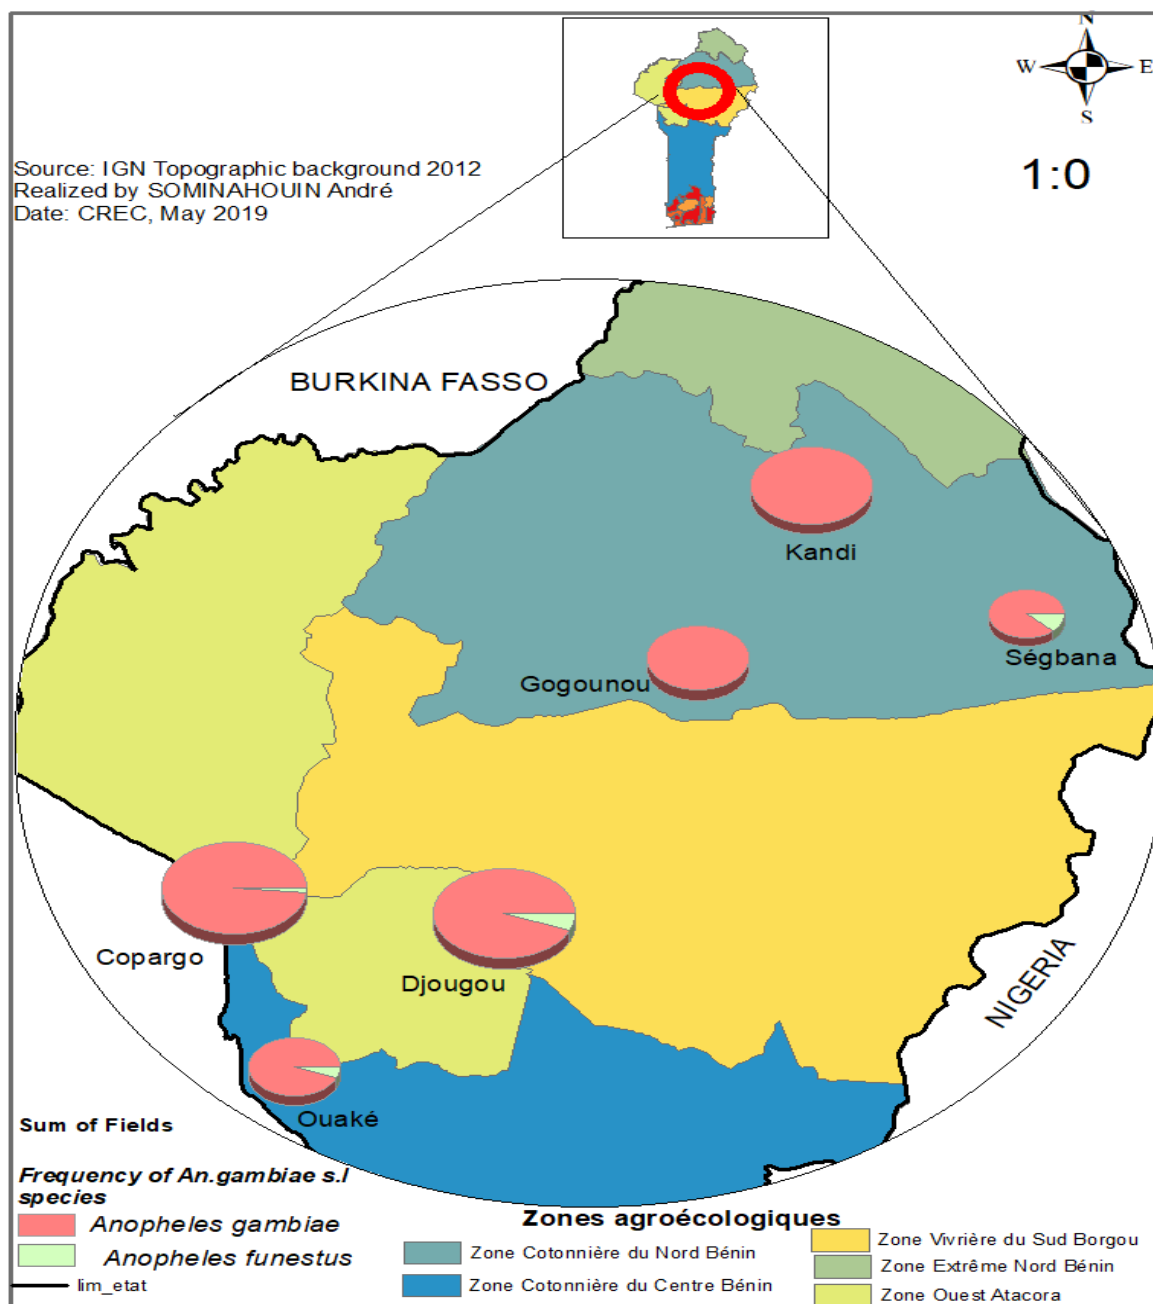 N
W E
S
1:0
Source: IGN Topographic background 2012
Realized by SOMINAHOUIN André
Date: CREC, May 2019
BURKINA FASSO
Kandi
Ségbana
Gogounou
Copargo
Djougou
NIGERIA
Ouaké
Sum of Fields
Frequency of An.gambiae s.l
species
Anopheles gambiae
Anopheles funestus
lim_etat
Zones agroécologiques
Zone Cotonnière du Nord Bénin
Zone Cotonnière du Centre Bénin
Zone Vivrière du Sud Borgou
Zone Extrême Nord Bénin
Zone Ouest Atacora